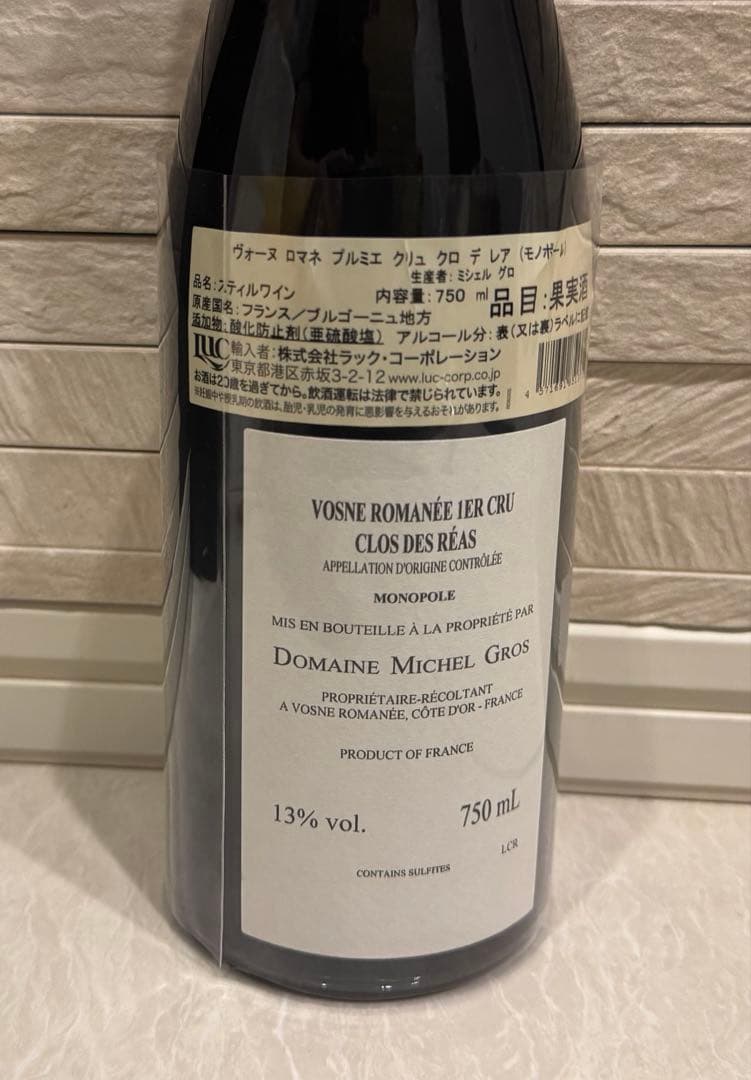 ヴォーヌ ロマネ プルミエ クリュ クロ デ レア (モノポール)
生産者:ミシェル グロ
品名:スティルワイン 内容量:750 ml 品目:果実酒
原産国名:フランス/ブルゴーニュ地方
添加物:酸化防止剤(亜硫酸塩) アルコール分:表(又は裏)ラベルに
LUC 輸入者:株式会社ラック・コーポレーション
東京都港区赤坂3-2-12 www.luc-corp.co.jp
お酒は20歳を過ぎてから。飲酒運転は法律で禁じられています。
※妊娠中や授乳期の飲酒は、胎児・乳児の発育に悪影響を与えるおそれがあります。
VOSNE ROMANÉE 1ER CRU
CLOS DES RÉAS
APPELLATION D'ORIGINE CONTRÔLÉE
MONOPOLE
MIS EN BOUTEILLE À LA PROPRIÉTÉ PAR
DOMAINE MICHEL GROS
PROPRIÉTAIRE-RÉCOLTANT
A VOSNE ROMANÉE, CÔTE D'OR - FRANCE
PRODUCT OF FRANCE
13% vol. 750 mL
LCR
CONTAINS SULFITES